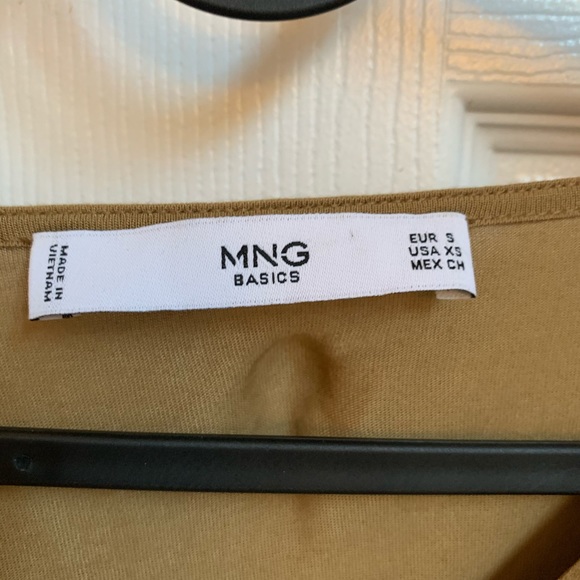 MADE IN
VIETNAM
MNG
BASICS
EUR S
USA XS
MEX CH